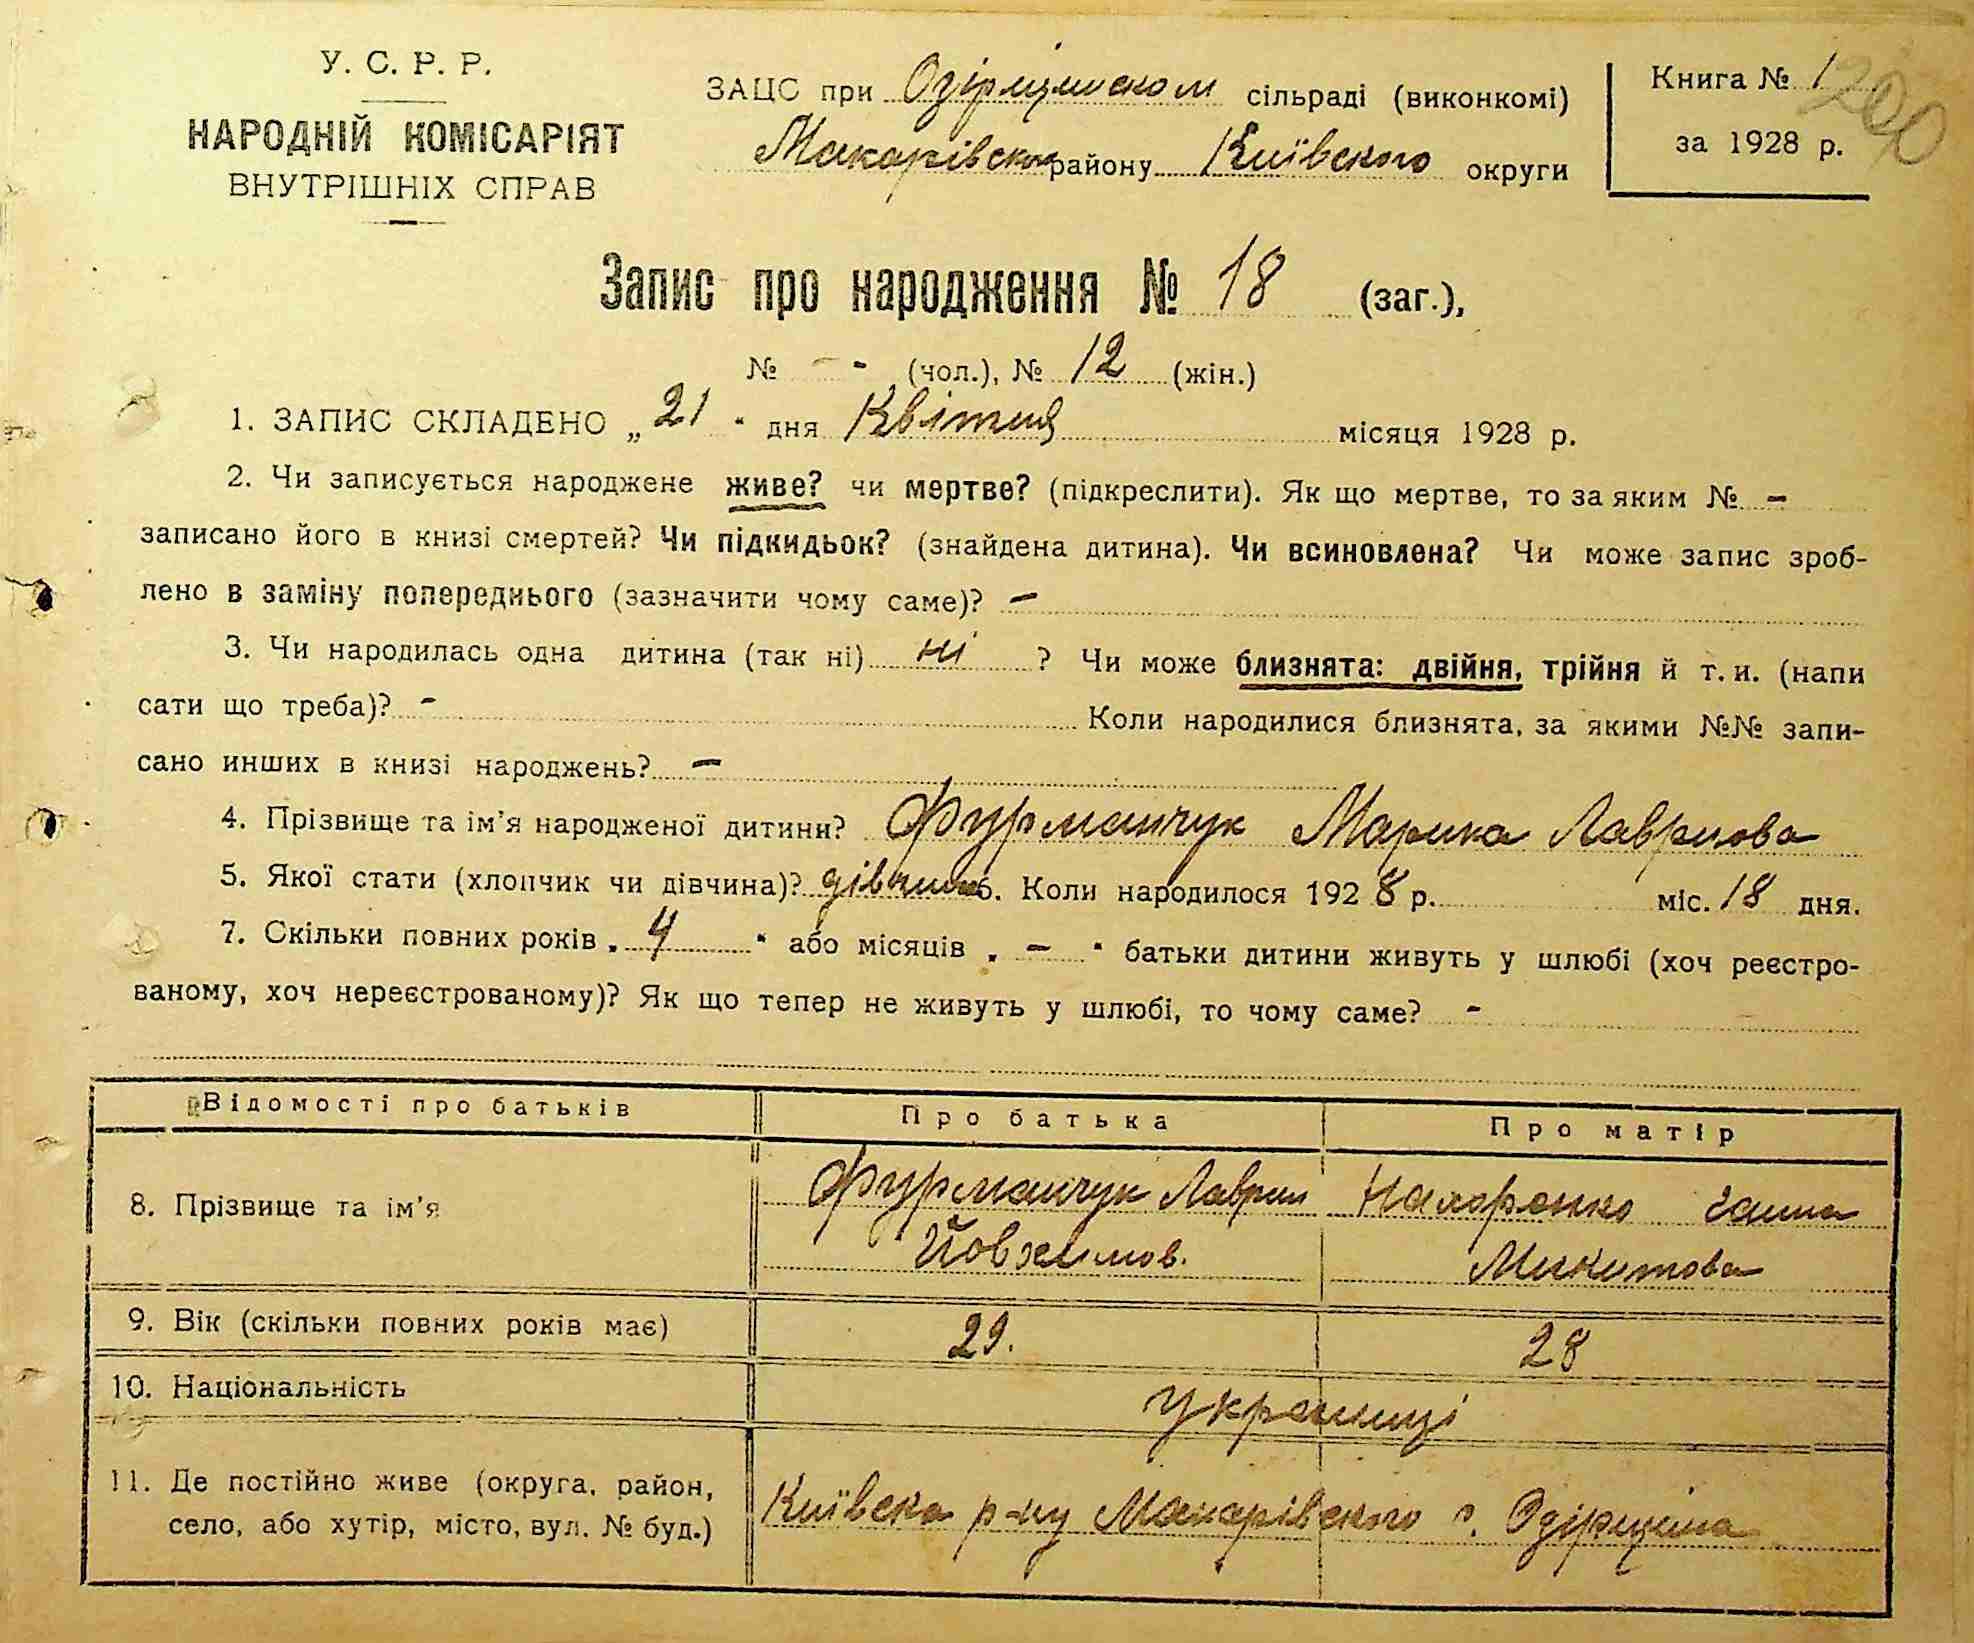 У. С. Р. Р.
НАРОДНІЙ КОМІСАРІЯТ
ВНУТРІШНІХ СПРАВ
ЗАЦС при Озірщинском сільраді (виконкомі)
Макарівского району Київського округи
Книга № 1
за 1928 р.
200
Запис про народження № 18 (заг.),
№ - - (чол.), № 12 (жін.)
1. ЗАПИС СКЛАДЕНО „21" дня Квітня місяця 1928 р.
2. Чи записується народжене живе? чи мертве? (підкреслити). Як що мертве, то за яким № –
записано його в книзі смертей? Чи підкидьок? (знайдена дитина). Чи всиновлена? Чи може запис зроб-
лено в заміну попереднього (зазначити чому саме)? –
3. Чи народилась одна дитина (так ні) ні ? Чи може близнята: двійня, трійня й т. и. (напи
сати що треба)? - Коли народилися близнята, за якими №№ запи-
сано инших в книзі народжень? –
4. Прізвище та ім'я народженої дитини? Фурманчук Марика Лаврінова
5. Якої стати (хлопчик чи дівчина)? дівчина 6. Коли народилося 1928 р. міс. 18 дня.
7. Скільки повних років „ 4 " або місяців „ – " батьки дитини живуть у шлюбі (хоч реєстро-
ваному, хоч нереєстрованому)? Як що тепер не живуть у шлюбі, то чому саме? -
Відомості про батьків Про батька Про матір
8. Прізвище та ім'я Фурманчук Лаврин Ганна
Йовхимов. Микитова
9. Вік (скільки повних років має) 29. 28
10. Національність українці
11. Де постійно живе (округа, район,
село, або хутір, місто, вул. № буд.) Київска р-ну Макарівского с. Озірщина